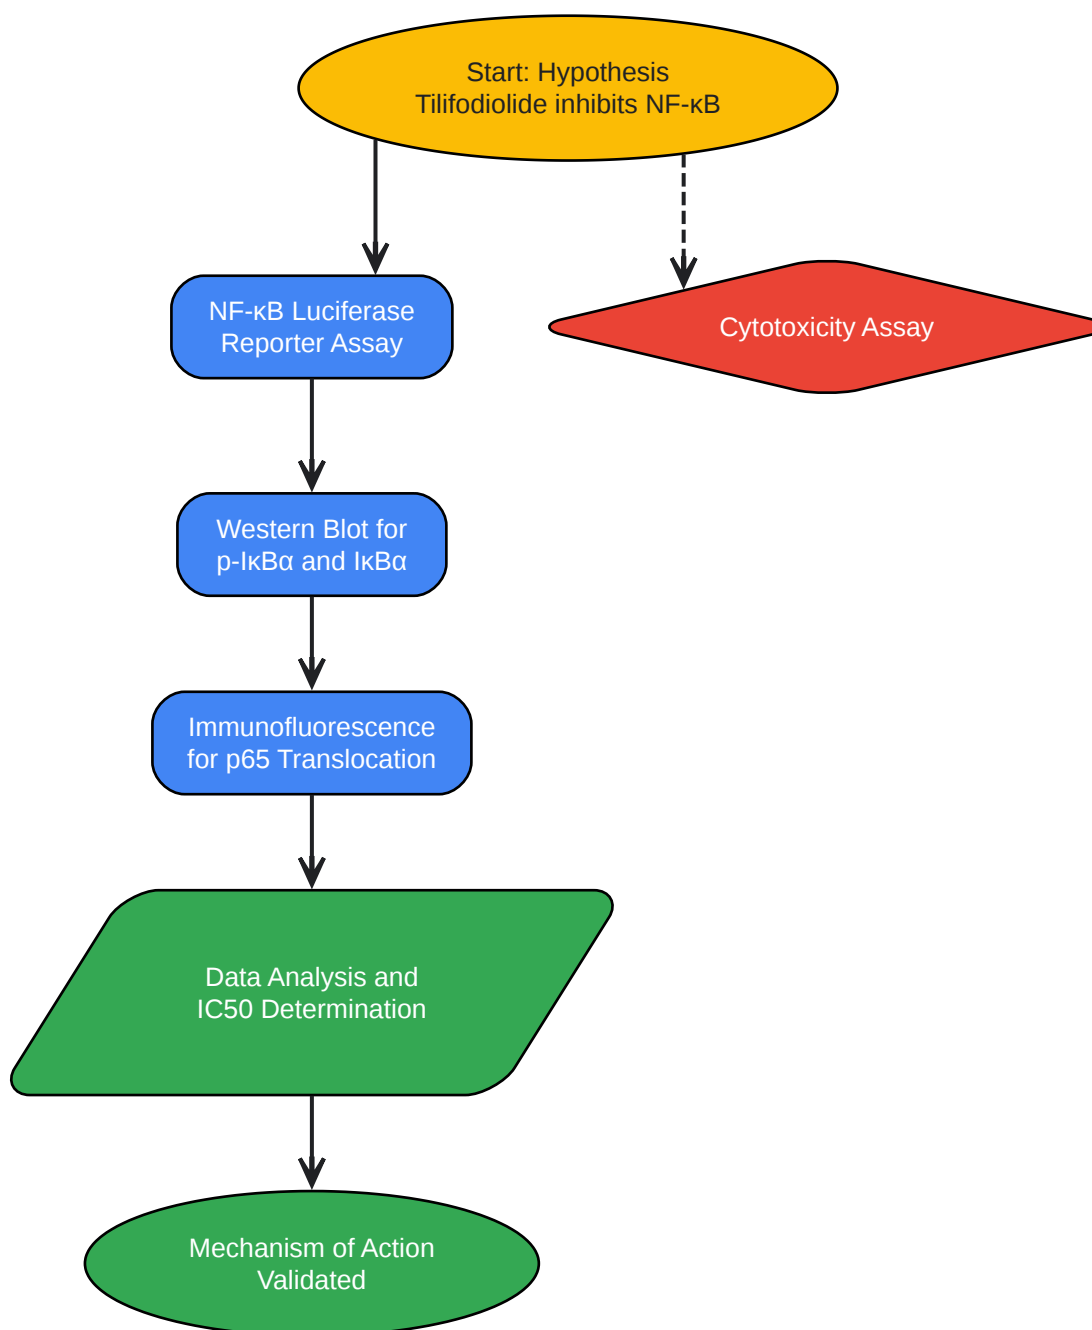 Start: Hypothesis
Tilifodiolide inhibits NF-κB
NF-κB Luciferase
Reporter Assay
Cytotoxicity Assay
Western Blot for
p-IκBα and IκBα
Immunofluorescence
for p65 Translocation
Data Analysis and
IC50 Determination
Mechanism of Action
Validated